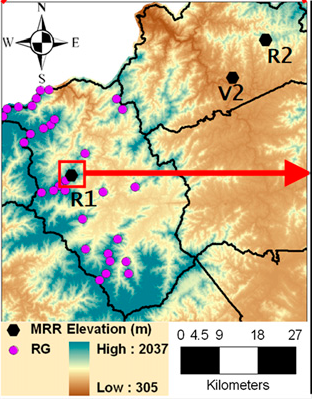 N
W E
S
R2
V2
R1
MRR Elevation (m)
RG
High : 2037
Low : 305
0 4.5 9 18 27
Kilometers